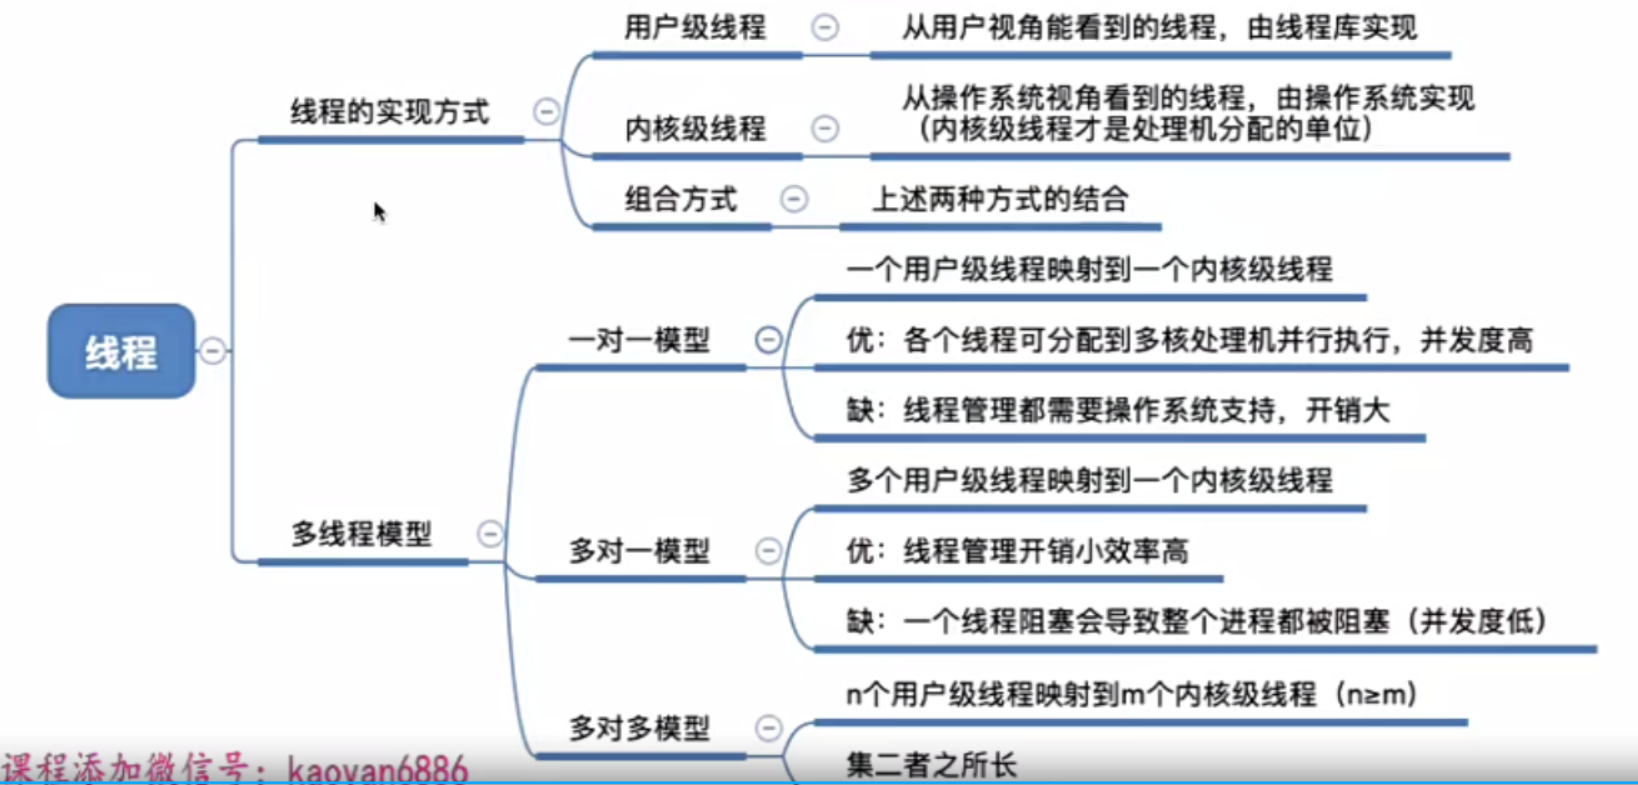 线程
线程的实现方式
用户级线程
从用户视角能看到的线程，由线程库实现
内核级线程
从操作系统视角看到的线程，由操作系统实现
（内核级线程才是处理机分配的单位）
组合方式
上述两种方式的结合
多线程模型
一对一模型
一个用户级线程映射到一个内核级线程
优：各个线程可分配到多核处理机并行执行，并发度高
缺：线程管理都需要操作系统支持，开销大
多对一模型
多个用户级线程映射到一个内核级线程
优：线程管理开销小效率高
缺：一个线程阻塞会导致整个进程都被阻塞（并发度低）
多对多模型
n个用户级线程映射到m个内核级线程（n≥m）
集二者之所长
课程添加微信号：kaoyan6886